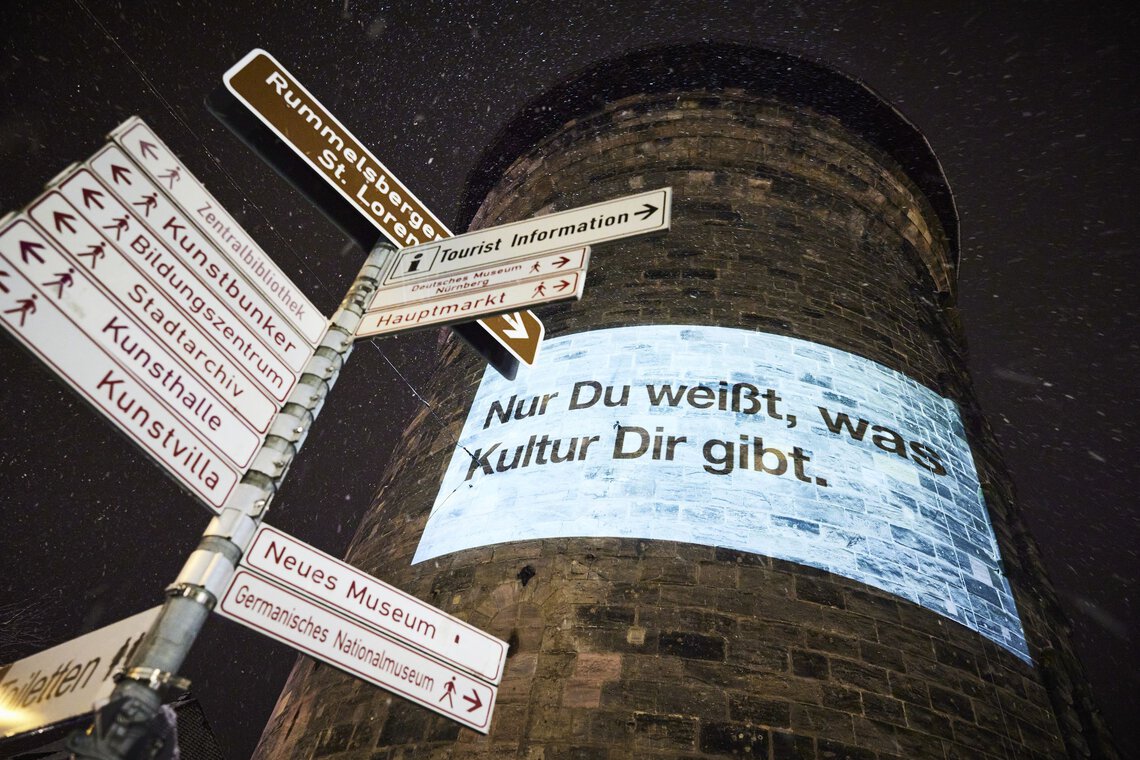 Rummelsberger
St. Loren
Zentralbibliothek
Kunstbunker
Bildungszentrum
Stadtarchiv
Kunsthalle
Kunstvilla
i Tourist Information
Deutsches Museum
Nürnberg
Hauptmarkt
Nur Du weißt, was
Kultur Dir gibt.
Neues Museum
Germanisches Nationalmuseum
Toiletten